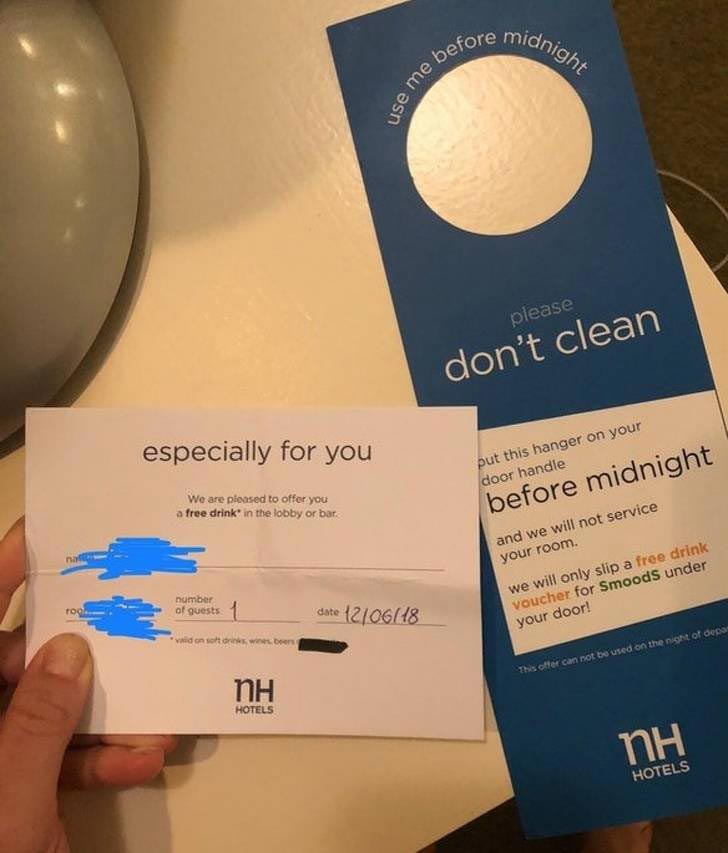 use me before midnight
please
don't clean
put this hanger on your
door handle
before midnight
and we will not service
your room.
we will only slip a free drink
voucher for SmoodS under
your door!
This offer can not be used on the night of
nH
HOTELS
especially for you
We are pleased to offer you
a free drink* in the lobby or bar.
number
of guests 1
date 12/06/18
*valid on soft drinks, wines, beers
nH
HOTELS